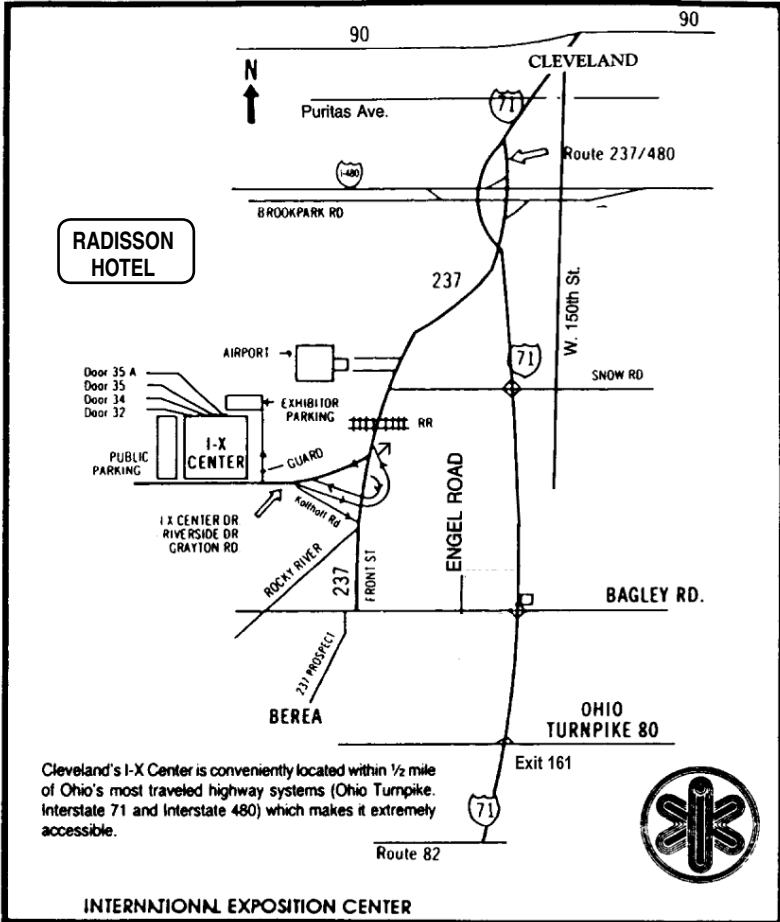 90
90
N
CLEVELAND
71
Puritas Ave.
Route 237/480
I-480
BROOKPARK RD
RADISSON
HOTEL
237
W. 150th St.
AIRPORT
71
SNOW RD
Door 35 A
Door 35
Door 34
Door 32
EXHIBITOR
PARKING
RR
I-X
CENTER
PUBLIC
PARKING
GUARD
Kolthoff Rd
I X CENTER DR
RIVERSIDE DR
GRAYTON RD
ENGEL ROAD
ROCKY RIVER
237
FRONT ST
BAGLEY RD.
237 PROSPECT
BEREA
OHIO
TURNPIKE 80
Exit 161
Cleveland's I-X Center is conveniently located within ½ mile
of Ohio's most traveled highway systems (Ohio Turnpike.
Interstate 71 and Interstate 480) which makes it extremely
accessible.
71
Route 82
INTERNATIONAL EXPOSITION CENTER